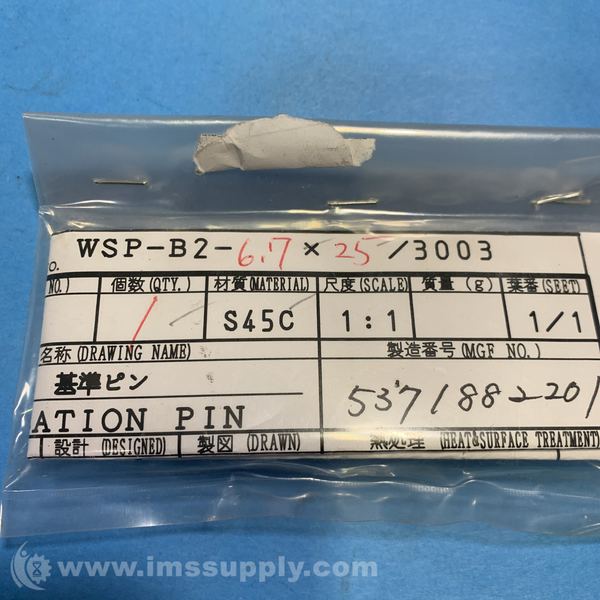 O. WSP-B2-6.7×25/3003
NO.) 個数(QTY.) 材質(MATERIAL) 尺度(SCALE) 質量(g) 葉番(SEET)
1 S45C 1:1 1/1
名称(DRAWING NAME) 製造番号(MGF NO.)
基準ピン
ATION PIN 5371882201
設計(DESIGNED) 製図(DRAWN) 熱処理(HEAT&SURFACE TREATMENT)
www.imssupply.com